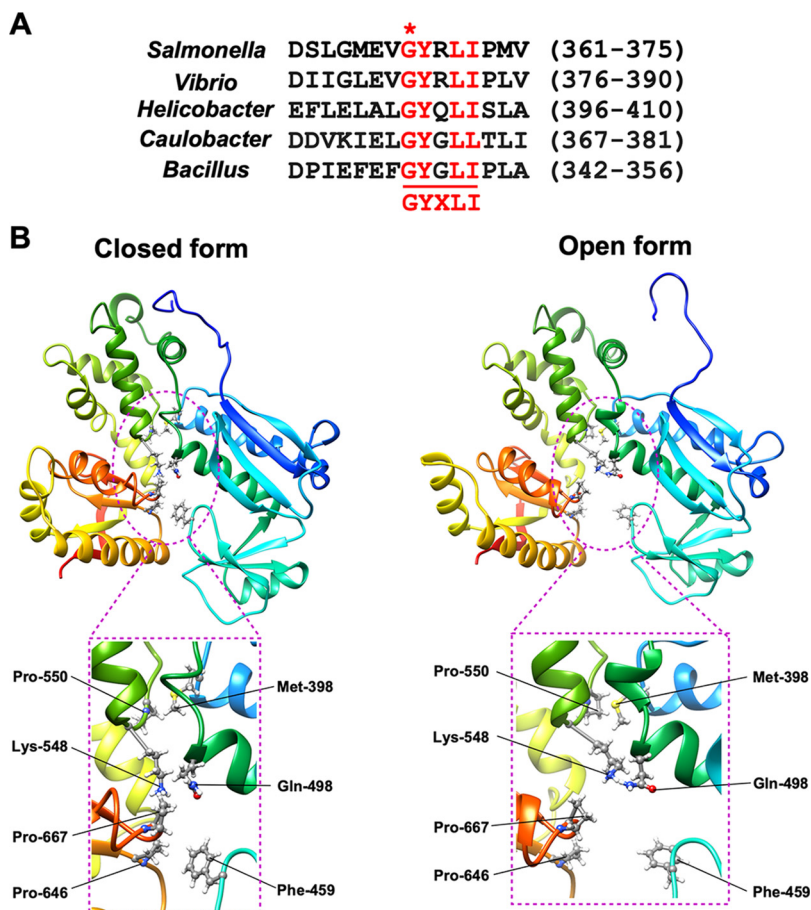 A
*
Salmonella DSLGMEVGYRLIPMV (361-375)
Vibrio DIIGLEVGYRLIPLV (376-390)
Helicobacter EFLELALGYQLISLA (396-410)
Caulobacter DDVKIELGYGLLTLI (367-381)
Bacillus DPIEFEFGYGLIPLA (342-356)
GYXLI
B
Closed form
Open form
Pro-550
Met-398
Lys-548
Gln-498
Pro-667
Pro-646
Phe-459
Pro-550
Met-398
Lys-548
Gln-498
Pro-667
Pro-646
Phe-459